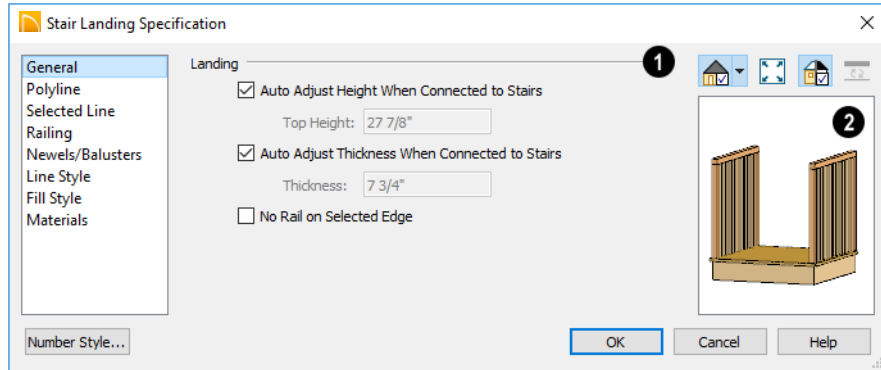 Stair Landing Specification
General
Polyline
Selected Line
Railing
Newels/Balusters
Line Style
Fill Style
Materials
Landing
1
Auto Adjust Height When Connected to Stairs
Top Height: 27 7/8"
Auto Adjust Thickness When Connected to Stairs
Thickness: 7 3/4"
No Rail on Selected Edge
2
Number Style...
OK
Cancel
Help